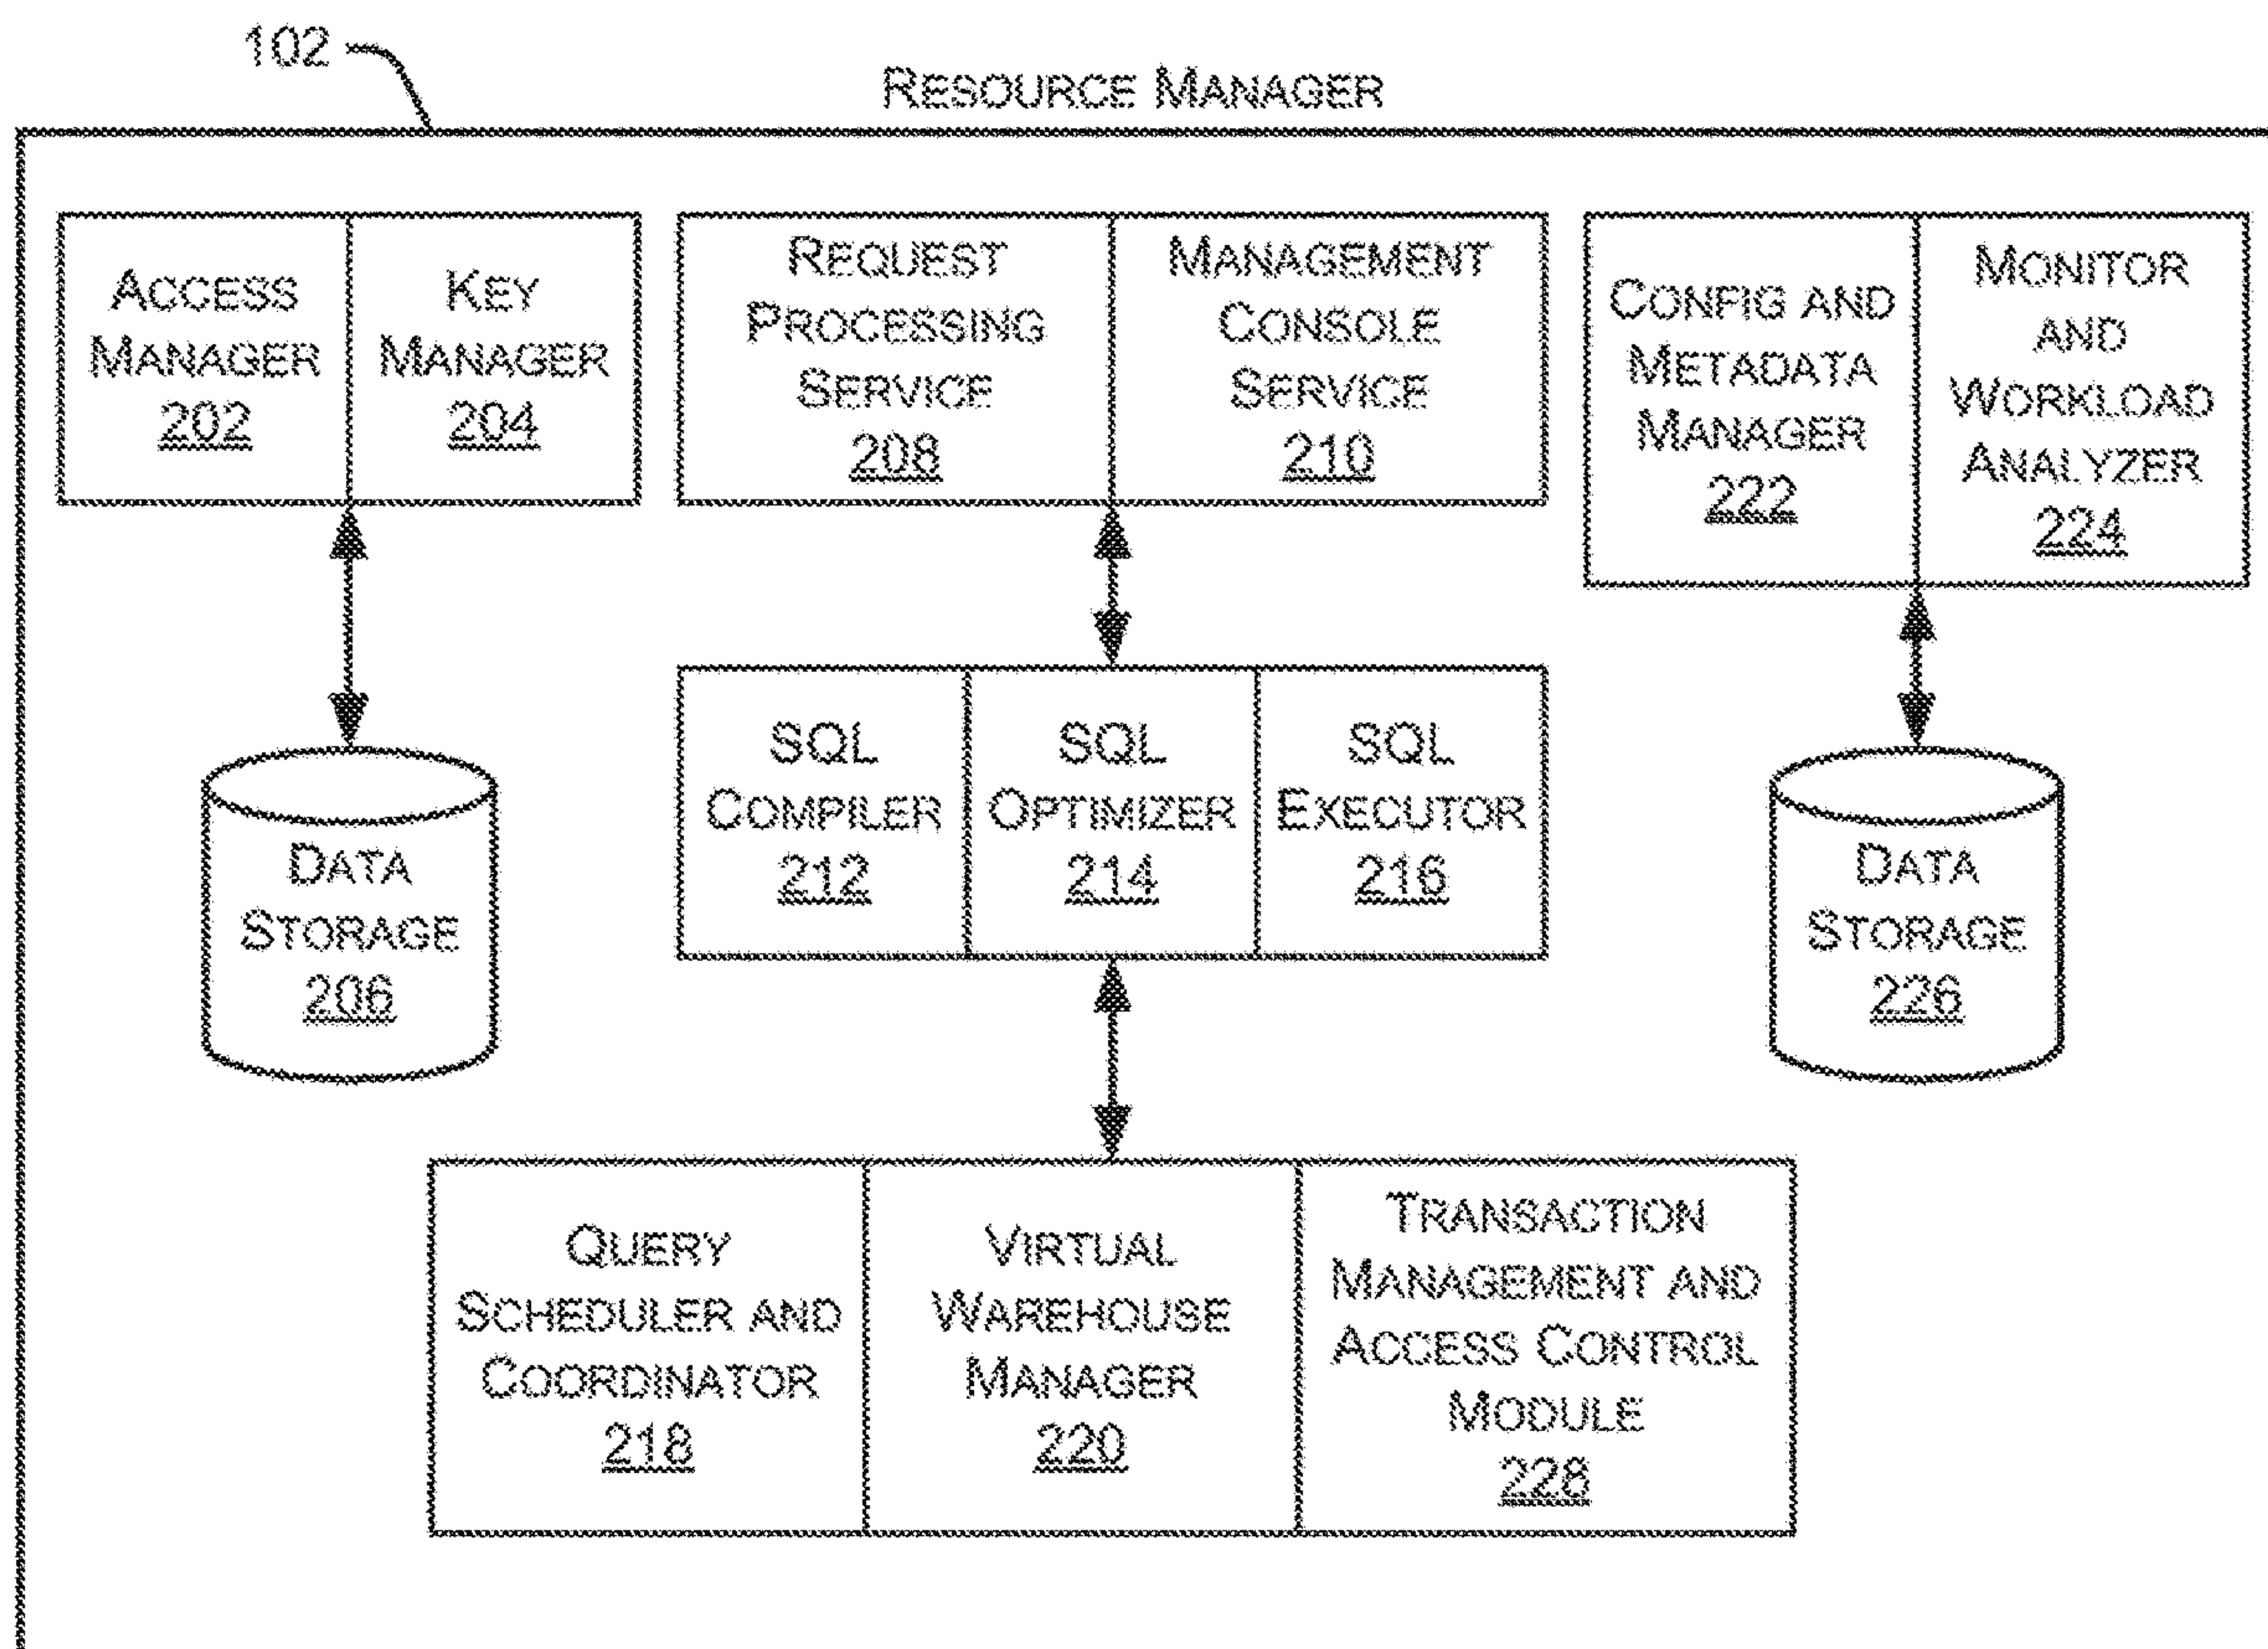 102
RESOURCE MANAGER
ACCESS
MANAGER
202
KEY
MANAGER
204
REQUEST
PROCESSING
SERVICE
208
MANAGEMENT
CONSOLE
SERVICE
210
CONFIG AND
METADATA
MANAGER
222
MONITOR
AND
WORKLOAD
ANALYZER
224
DATA
STORAGE
206
SQL
COMPILER
212
SQL
OPTIMIZER
214
SQL
EXECUTOR
216
DATA
STORAGE
226
QUERY
SCHEDULER AND
COORDINATOR
218
VIRTUAL
WAREHOUSE
MANAGER
220
TRANSACTION
MANAGEMENT AND
ACCESS CONTROL
MODULE
228